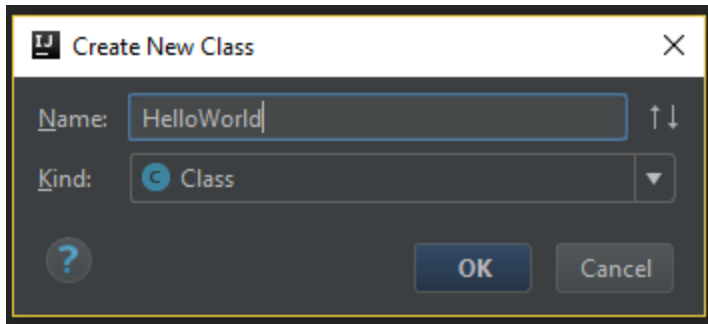 IJ Create New Class
Name: HelloWorld
Kind: C Class
? OK Cancel